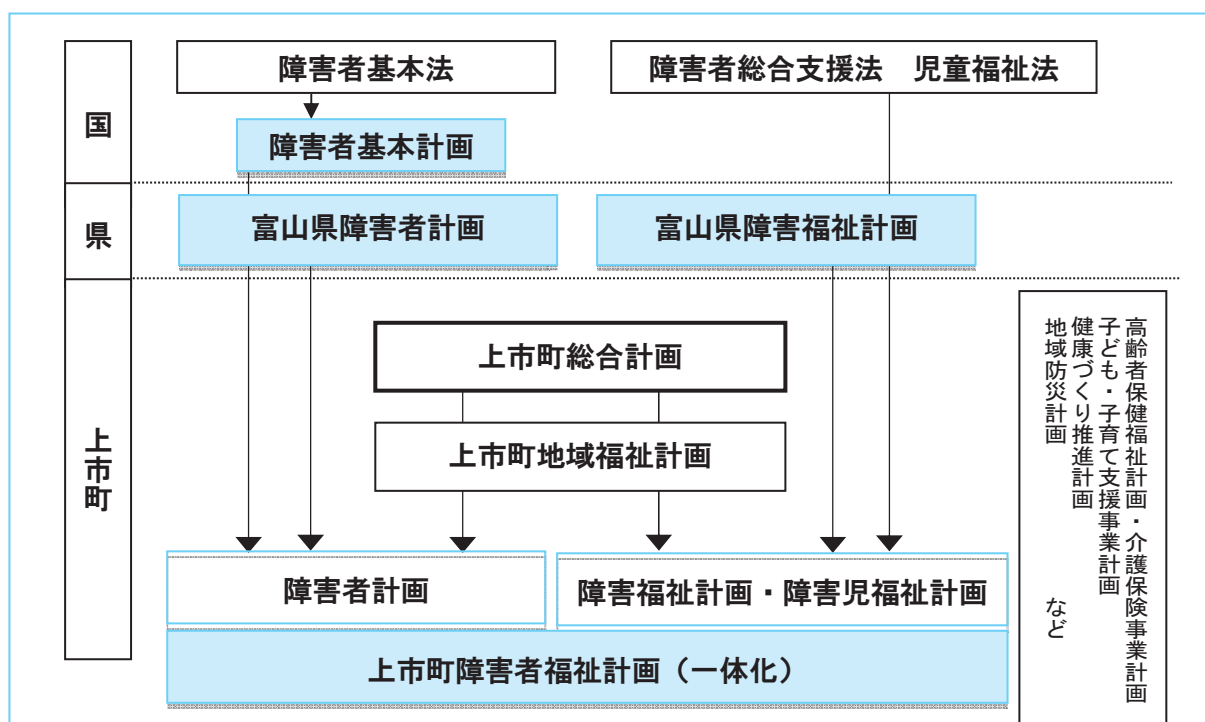 国
障害者基本法
障害者総合支援法　児童福祉法
障害者基本計画
県
富山県障害者計画
富山県障害福祉計画
上市町
上市町総合計画
上市町地域福祉計画
障害者計画
障害福祉計画・障害児福祉計画
上市町障害者福祉計画（一体化）
高齢者保健福祉計画・介護保険事業計画
子ども・子育て支援事業計画
健康づくり推進計画
地域防災計画　　　　　など